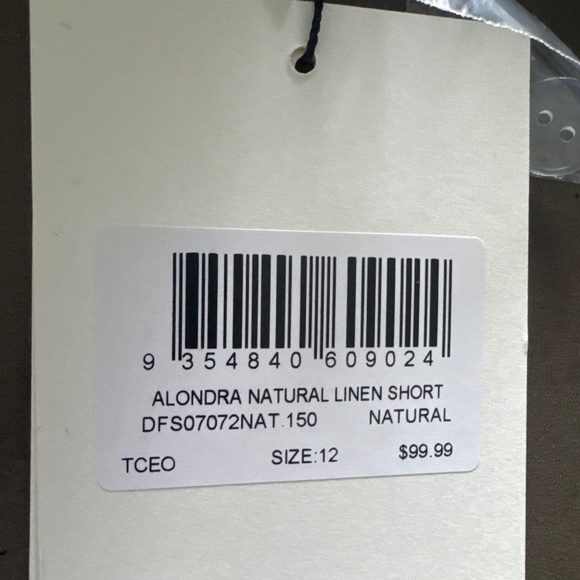 9 354840 609024
ALONDRA NATURAL LINEN SHORT
DFS07072NAT.150 NATURAL
TCEO SIZE:12 $99.99